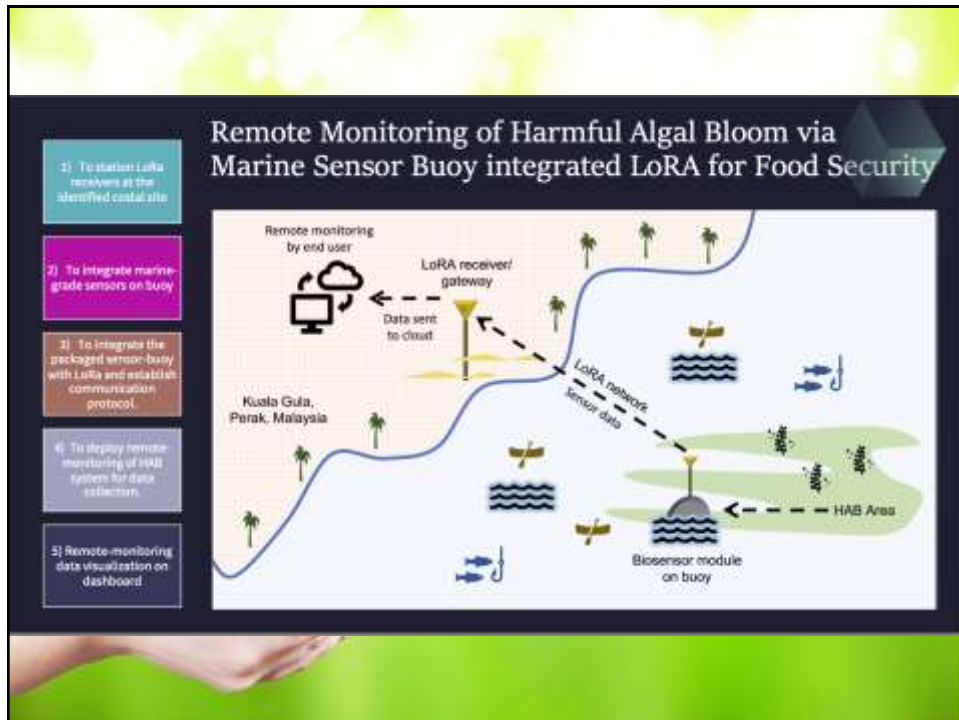 Remote Monitoring of Harmful Algal Bloom via
Marine Sensor Buoy integrated LoRA for Food Security
1) To station LoRa
receivers at the
identified costal site
2) To integrate marine-
grade sensors on buoy
3) To integrate the
packaged sensor-buoy
with LoRa and establish
communication
protocol.
4) To deploy remote-
monitoring of HAB
system for data
collection.
5) Remote-monitoring
data visualization on
dashboard
Remote monitoring
by end user
LoRA receiver/
gateway
Data sent
to cloud
Kuala Gula,
Perak, Malaysia
LoRA network
Sensor data
HAB Area
Biosensor module
on buoy